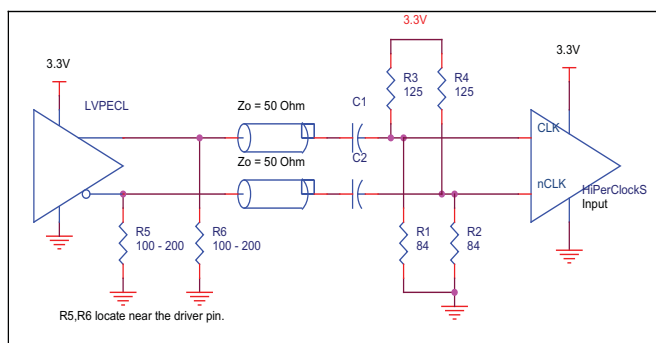 3.3V
3.3V
3.3V
LVPECL
R3
125
R4
125
Zo = 50 Ohm
C1
CLK
Zo = 50 Ohm
C2
nCLK
HiPerClockS
Input
R5
100 - 200
R6
100 - 200
R1
84
R2
84
R5,R6 locate near the driver pin.